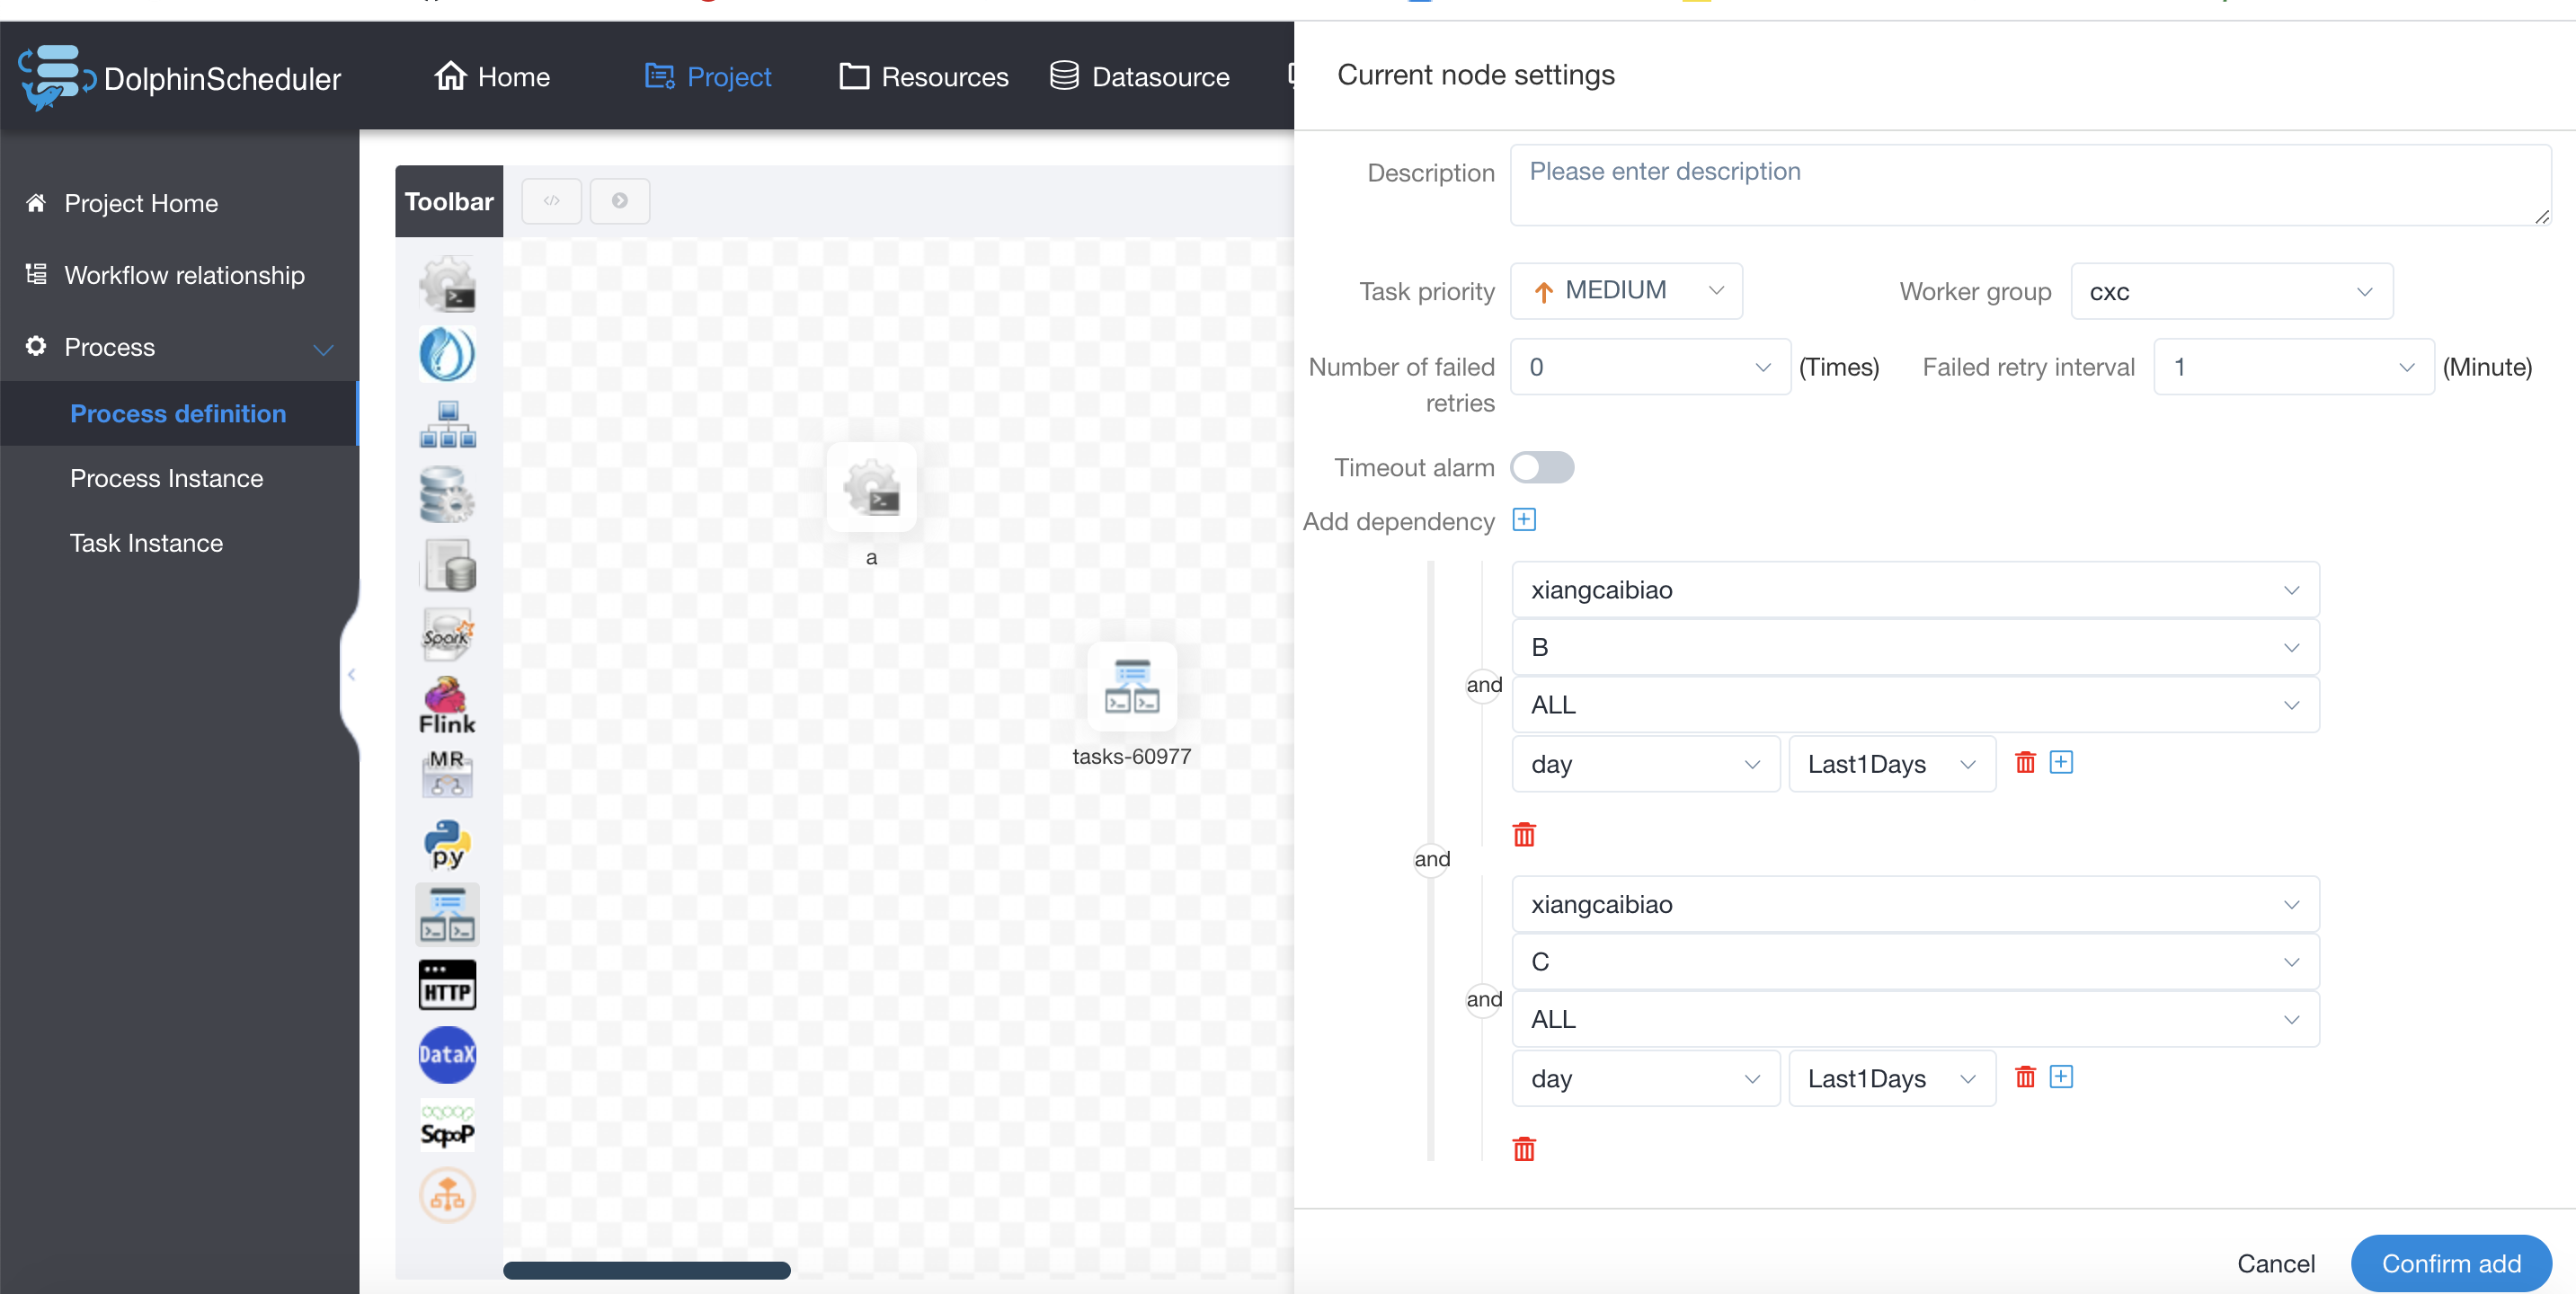 DolphinScheduler
Home
Project
Resources
Datasource
Current node settings
Project Home
Workflow relationship
Process
Process definition
Process Instance
Task Instance
Toolbar
Spark
Flink
MR
py
HTTP
DataX
sqoop
a
tasks-60977
Description
Please enter description
Task priority
MEDIUM
Worker group
cxc
Number of failed retries
0
(Times)
Failed retry interval
1
(Minute)
Timeout alarm
Add dependency
and
and
xiangcaibiao
B
ALL
day
Last1Days
and
xiangcaibiao
C
ALL
day
Last1Days
Cancel
Confirm add